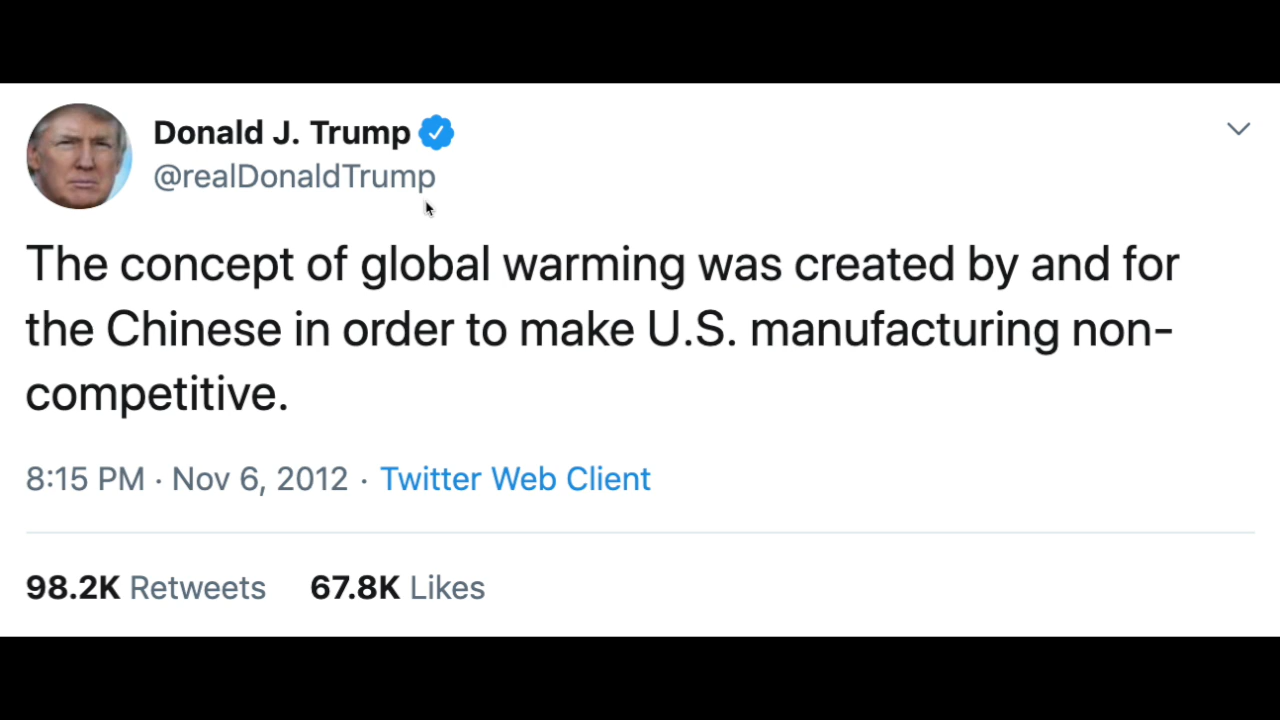 Donald J. Trump
@realDonaldTrump
The concept of global warming was created by and for
the Chinese in order to make U.S. manufacturing non-
competitive.
8:15 PM · Nov 6, 2012 · Twitter Web Client
98.2K Retweets 67.8K Likes